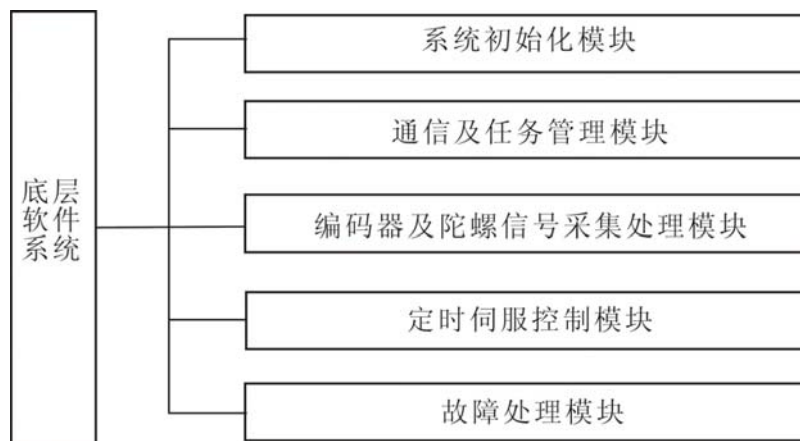 系统初始化模块
通信及任务管理模块
底层
软件
系统
编码器及陀螺信号采集处理模块
定时伺服控制模块
故障处理模块